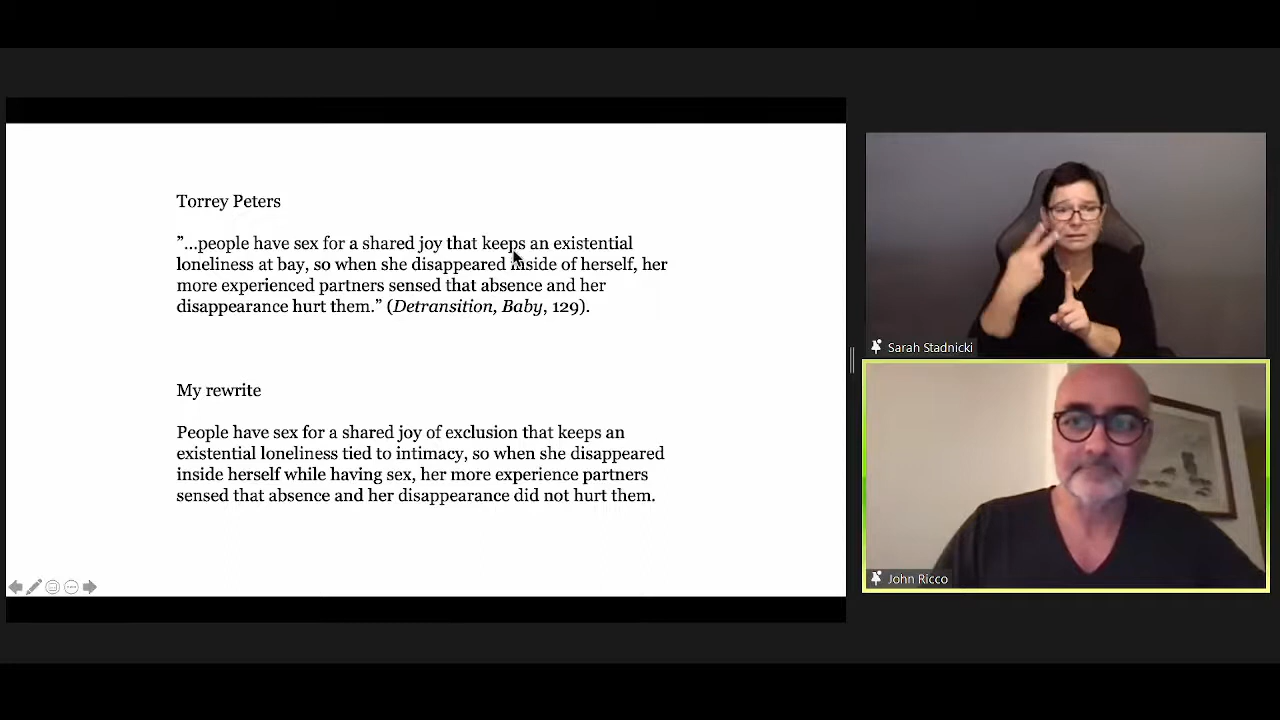 Torrey Peters
”...people have sex for a shared joy that keeps an existential
loneliness at bay, so when she disappeared inside of herself, her
more experienced partners sensed that absence and her
disappearance hurt them.” (Detransition, Baby, 129).
My rewrite
People have sex for a shared joy of exclusion that keeps an
existential loneliness tied to intimacy, so when she disappeared
inside herself while having sex, her more experience partners
sensed that absence and her disappearance did not hurt them.
Sarah Stadnicki
John Ricco